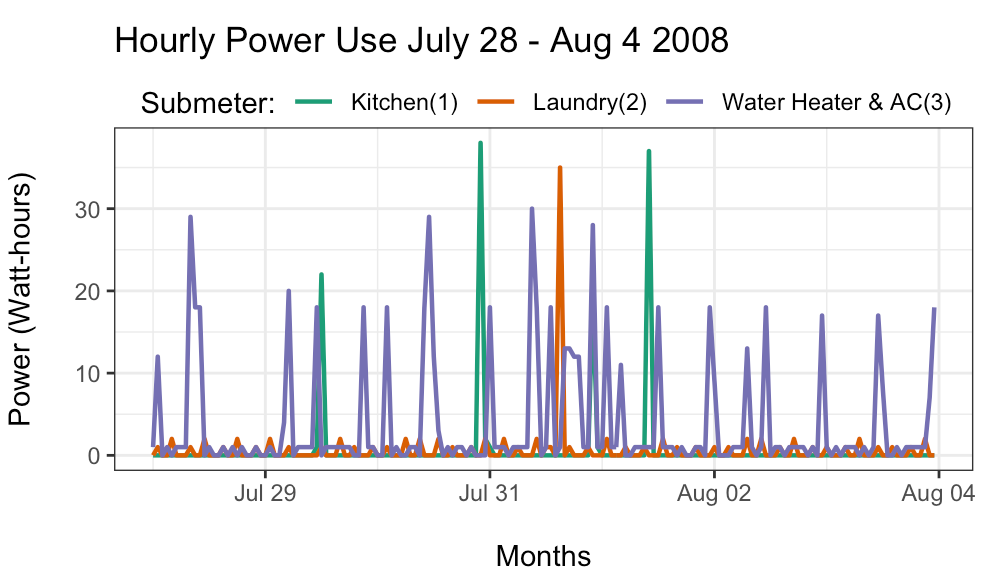 Hourly Power Use July 28 - Aug 4 2008
Submeter: Kitchen(1) Laundry(2) Water Heater & AC(3)
Power (Watt-hours)
30
20
10
0
Jul 29 Jul 31 Aug 02 Aug 04
Months